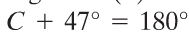 C + 47° = 180°